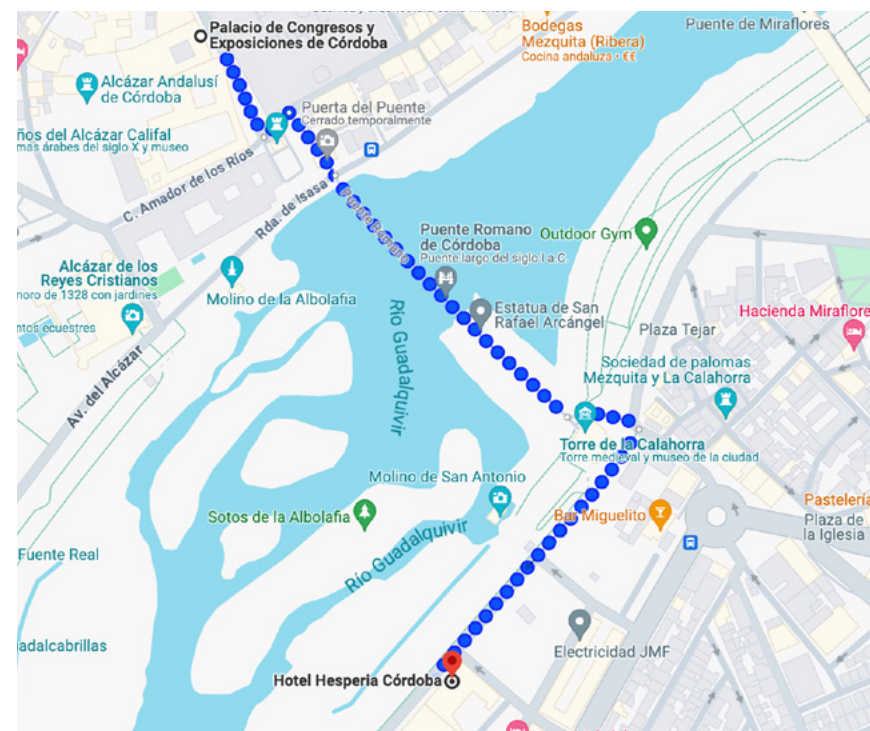 Bodegas
Mezquita (Ribera)
Cocina andaluza • €€
Puente de Miraflores
Palacio de Congresos y
Exposiciones de Córdoba
Alcázar Andalusí
de Córdoba
Puerta del Puente
Cerrado temporalmente
ños del Alcázar Califal
mas árabes del siglo X y museo
C. Amador de los Ríos
Rda. de Isasa
Puente Romano
Puente Romano
de Córdoba
Puente largo del siglo I a.C.
Outdoor Gym
Alcázar de los
Reyes Cristianos
noro de 1328 con jardines
ntos ecuestres
Molino de la Albolafia
Río Guadalquivir
Estatua de San
Rafael Arcángel
Hacienda Miraflore
Plaza Tejar
Sociedad de palomas
Mezquita y La Calahorra
Av. del Alcázar
Torre de la Calahorra
Torre medieval y museo de la ciudad
Molino de San Antonio
Sotos de la Albolafia
Bar Miguelito
Pastelería
Plaza de
la Iglesia
Río Guadalquivir
Fuente Real
adalcabrillas
Electricidad JMF
Hotel Hesperia Córdoba